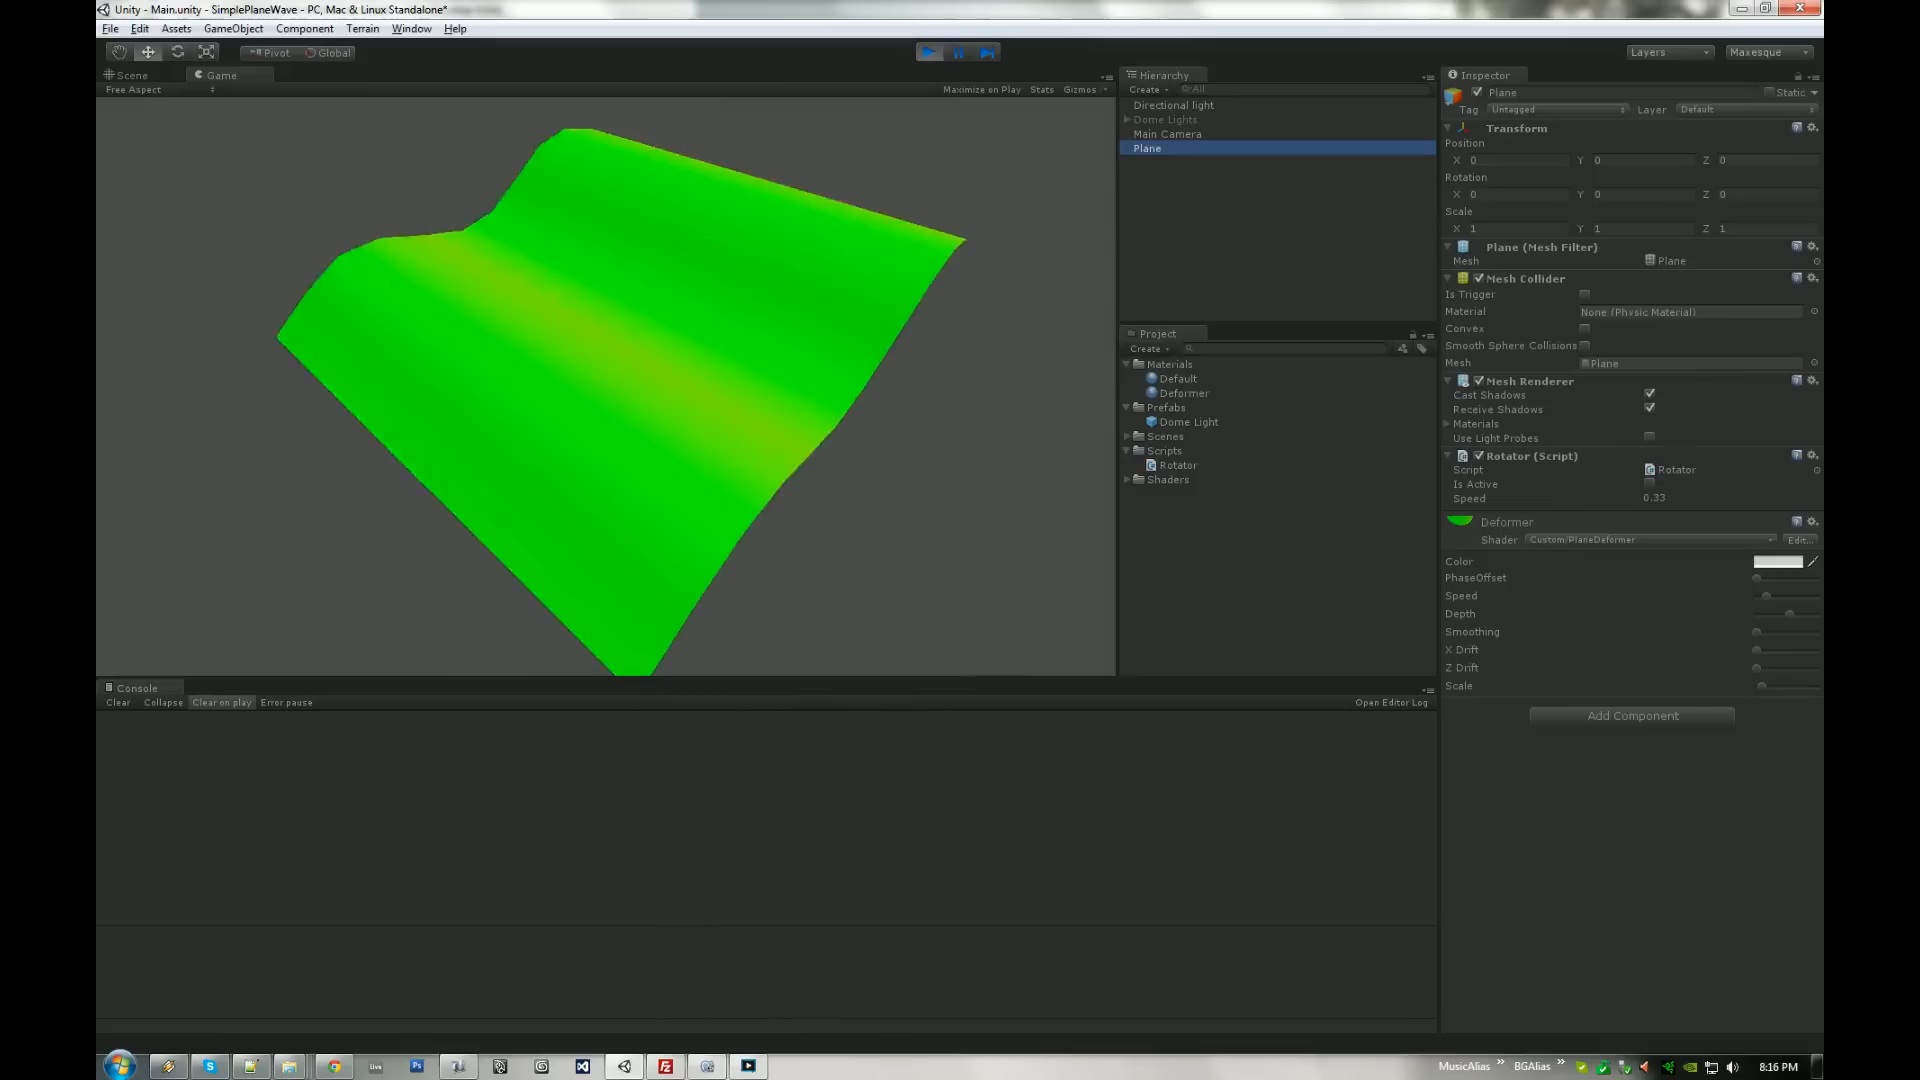 Unity - Main.unity - SimplePlaneWave - PC, Mac & Linux Standalone*
File Edit Assets GameObject Component Terrain Window Help
Pivot Global
Layers Maxesque
Scene Game
Free Aspect
Maximize on Play Stats Gizmos
Hierarchy
Create All
Directional light
Dome Lights
Main Camera
Plane
Project
Create
Materials
Default
Deformer
Prefabs
Dome Light
Scenes
Scripts
Rotator
Shaders
Inspector
Plane Static
Tag Untagged Layer Default
Transform
Position
X 0 Y 0 Z 0
Rotation
X 0 Y 0 Z 0
Scale
X 1 Y 1 Z 1
Plane (Mesh Filter)
Mesh Plane
Mesh Collider
Is Trigger
Material None (Physic Material)
Convex
Smooth Sphere Collisions
Mesh Plane
Mesh Renderer
Cast Shadows
Receive Shadows
Materials
Use Light Probes
Rotator (Script)
Script Rotator
Is Active
Speed 0.33
Deformer
Shader Custom/PlaneDeformer Edit...
Color
PhaseOffset
Speed
Depth
Smoothing
X Drift
Z Drift
Scale
Add Component
Console
Clear Collapse Clear on play Error pause Open Editor Log
Live Ps Fz
MusicAlias » BGAlias » 8:16 PM